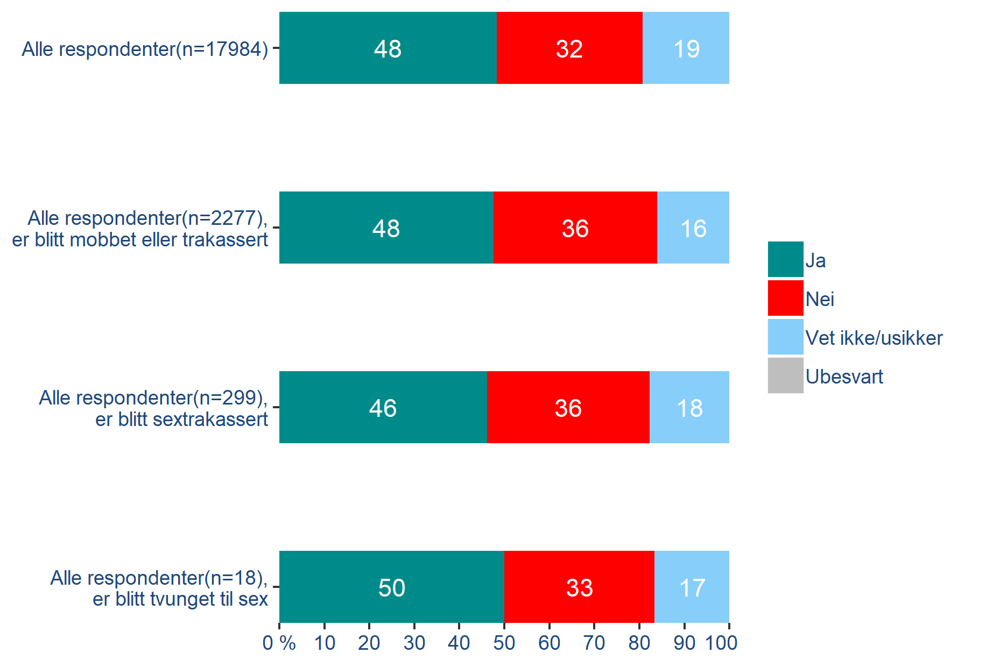 Alle respondenter(n=17984)
48 32 19
Alle respondenter(n=2277),
er blitt mobbet eller trakassert
48 36 16
Alle respondenter(n=299),
er blitt sextrakassert
46 36 18
Alle respondenter(n=18),
er blitt tvunget til sex
50 33 17
0 % 10 20 30 40 50 60 70 80 90 100
Ja
Nei
Vet ikke/usikker
Ubesvart